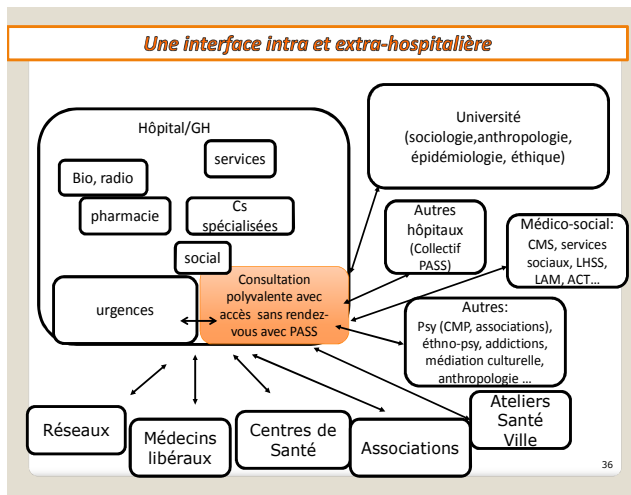 Une interface intra et extra-hospitalière
Hôpital/GH
services
Bio, radio
pharmacie
Cs
spécialisées
social
urgences
Consultation
polyvalente avec
accès sans rendez-
vous avec PASS
Université
(sociologie,anthropologie,
épidémiologie, éthique)
Autres
hôpitaux
(Collectif
PASS)
Médico-social:
CMS, services
sociaux, LHSS,
LAM, ACT...
Autres:
Psy (CMP, associations),
éthno-psy, addictions,
médiation culturelle,
anthropologie ...
Réseaux
Médecins
libéraux
Centres de
Santé
Associations
Ateliers
Santé
Ville
36